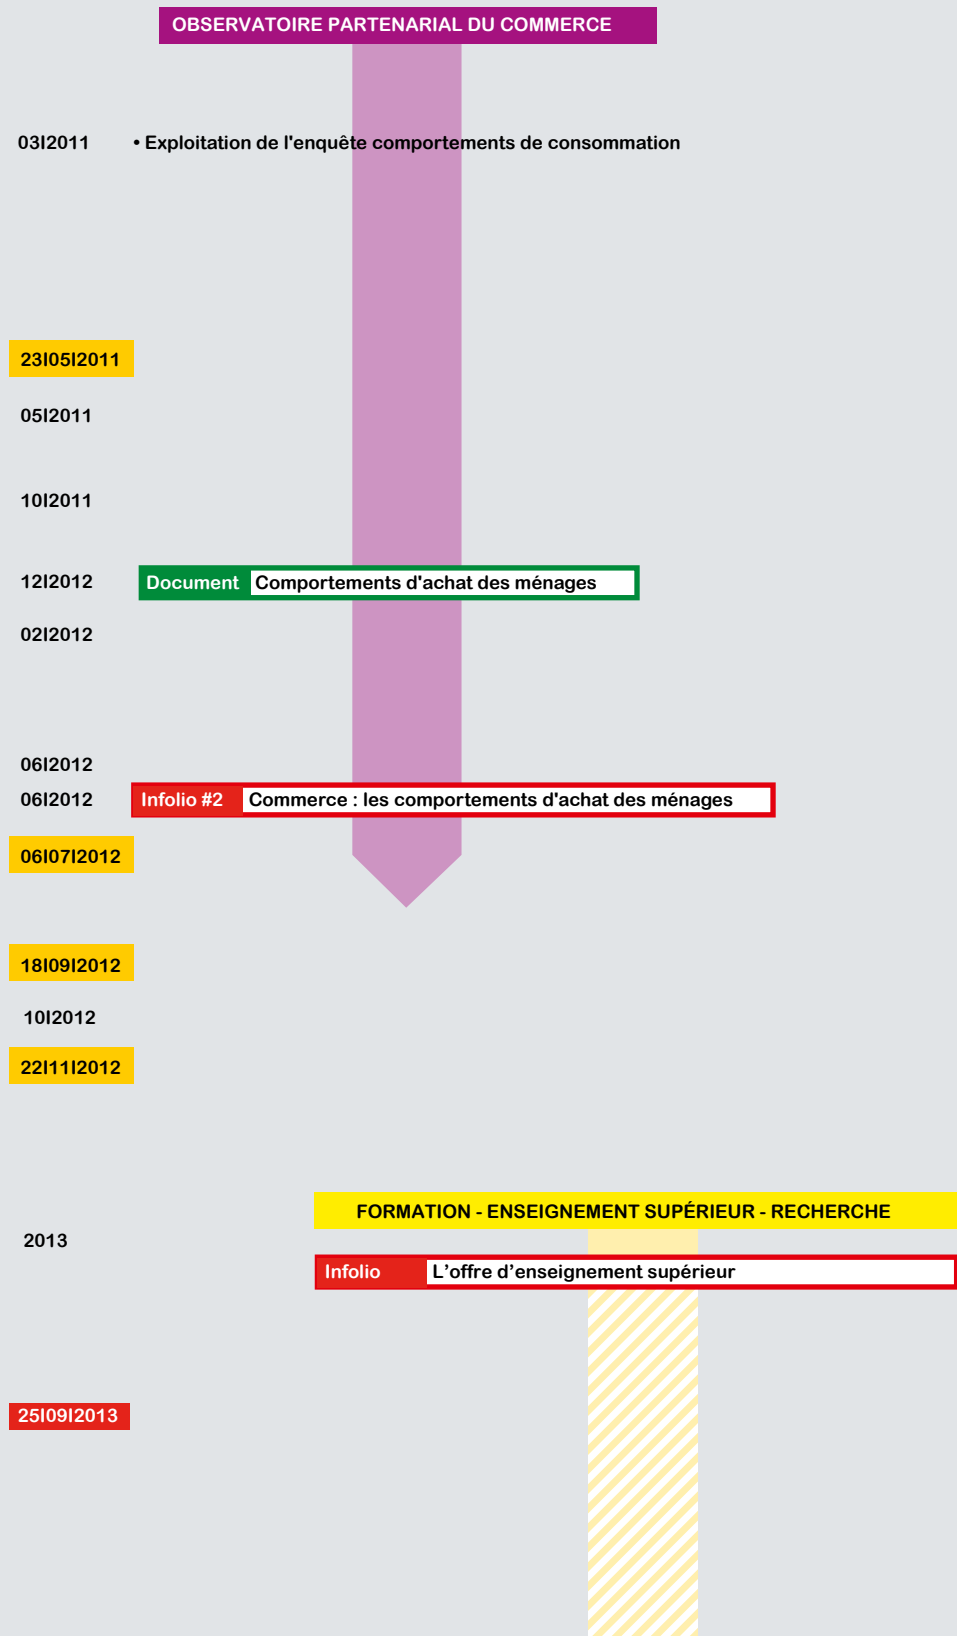 OBSERVATOIRE PARTENARIAL DU COMMERCE
03I2011 • Exploitation de l'enquête comportements de consommation
23I05I2011
05I2011
10I2011
12I2012 Document Comportements d'achat des ménages
02I2012
06I2012
06I2012 Infolio #2 Commerce : les comportements d'achat des ménages
06I07I2012
18I09I2012
10I2012
22I11I2012
FORMATION - ENSEIGNEMENT SUPÉRIEUR - RECHERCHE
2013
Infolio L’offre d’enseignement supérieur
25I09I2013